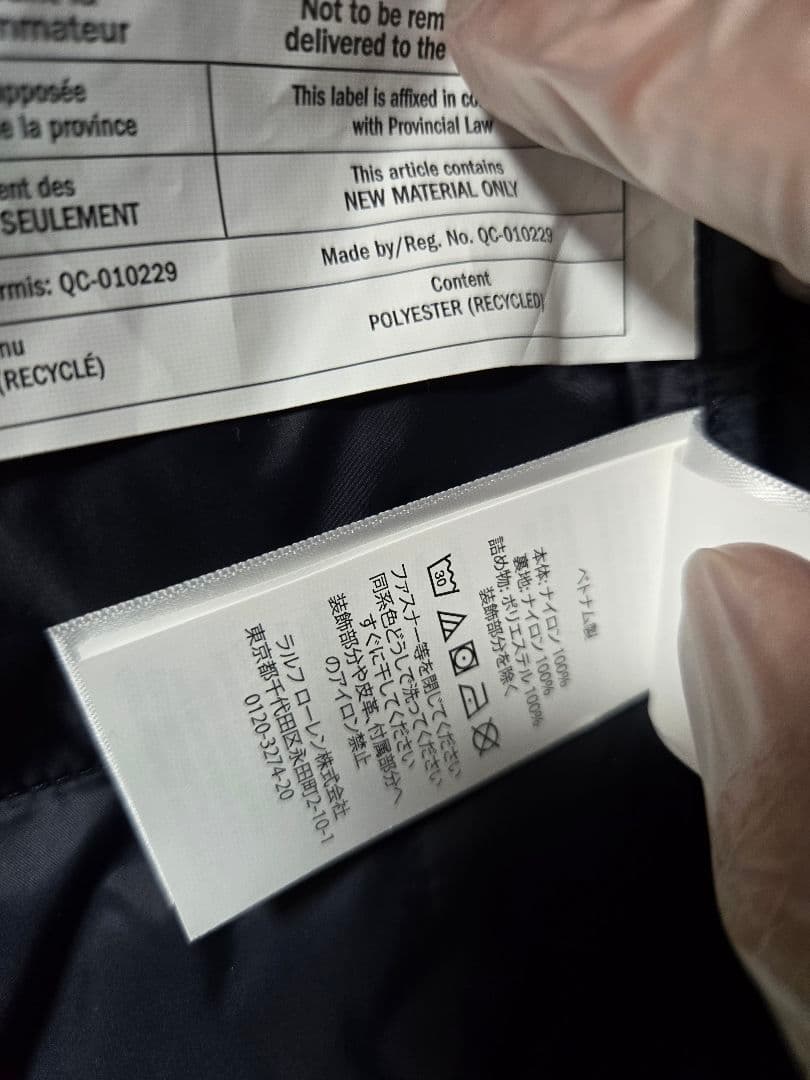 Not to be rem
delivered to the
mmateur
pposée
e la province
This label is affixed in co
with Provincial Law
ent des
SEULEMENT
This article contains
NEW MATERIAL ONLY
rmis: QC-010229
Made by/Reg. No. QC-010229
nu
(RECYCLÉ)
Content
POLYESTER (RECYCLED)
ベトナム製
本体: ナイロン 100%
裏地: ナイロン 100%
詰め物: ポリエステル 100%
装飾部分を除く
30
ファスナー等を閉じてください
同系色どうしで洗ってください
すぐに干してください
装飾部分や皮革、付属部分へ
のアイロン禁止
ラルフ ローレン株式会社
東京都千代田区永田町2-10-1
0120-3274-20